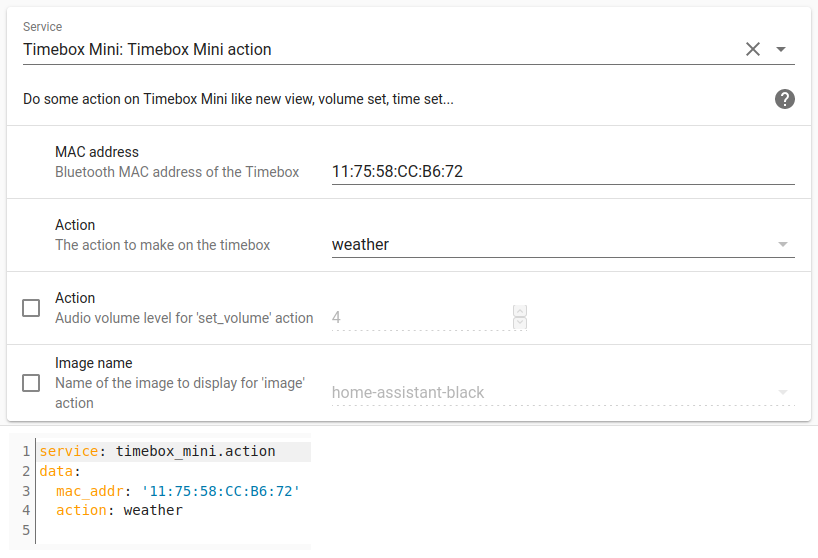 Service
Timebox Mini: Timebox Mini action
Do some action on Timebox Mini like new view, volume set, time set...
MAC address
Bluetooth MAC address of the Timebox
11:75:58:CC:B6:72
Action
The action to make on the timebox
weather
Action
Audio volume level for 'set_volume' action
4
Image name
Name of the image to display for 'image'
action
home-assistant-black
1 service: timebox_mini.action
2 data:
3   mac_addr: '11:75:58:CC:B6:72'
4   action: weather
5